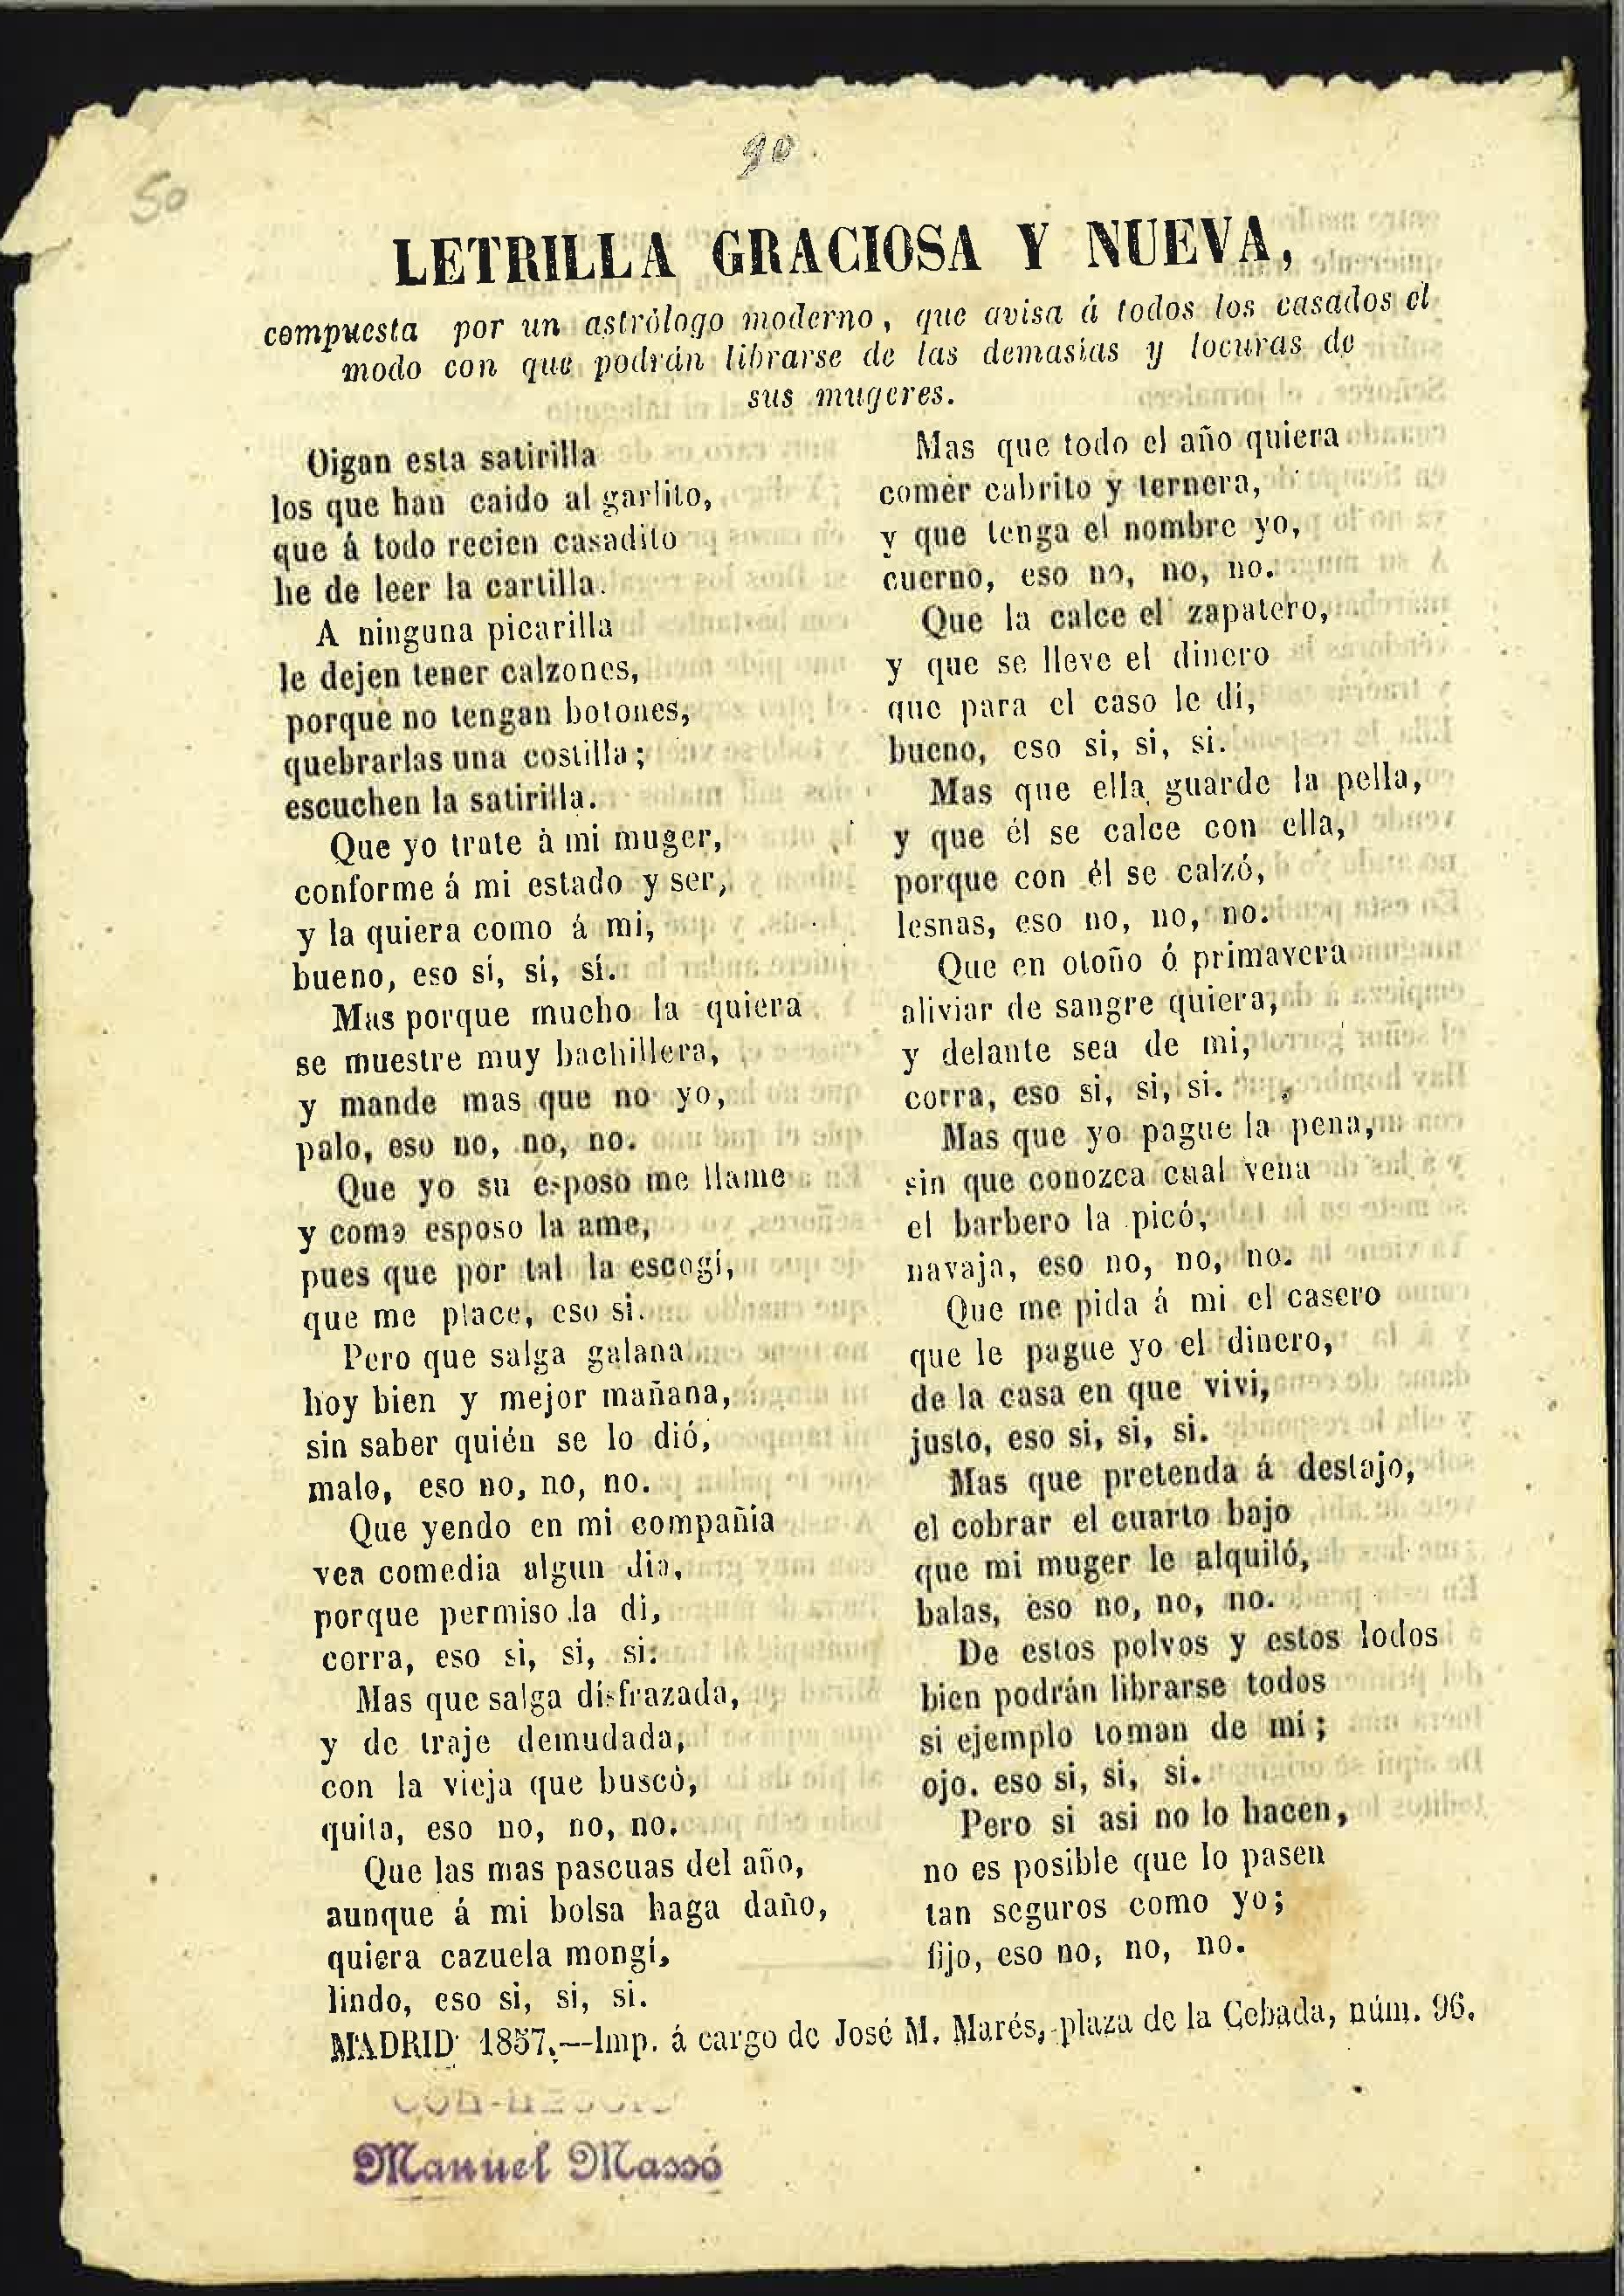 90
50
LETRILLA GRACIOSA Y NUEVA,
compuesta por un astrólogo moderno, que avisa á todos los casados el
modo con que podrán librarse de las demasías y locuras de
sus mugeres.
Oigan esta satirilla
los que han caido al garlito,
que á todo recien casadito
he de leer la cartilla.
A ninguna picarilla
le dejen tener calzones,
porque no tengan botones,
quebrarlas una costilla;
escuchen la satirilla.
Que yo trate á mi muger,
conforme á mi estado y ser,
y la quiera como á mi,
bueno, eso sí, sí, sí.
Mas porque mucho la quiera
se muestre muy bachillera,
y mande mas que no yo,
palo, eso no, no, no.
Que yo su esposo me llame
y como esposo la ame,
pues que por tal la escogí,
que me place, eso si.
Pero que salga galana
hoy bien y mejor mañana,
sin saber quién se lo dió,
malo, eso no, no, no.
Que yendo en mi compañía
vea comedia algun dia,
porque permiso la di,
corra, eso si, si, si.
Mas que salga disfrazada,
y de traje demudada,
con la vieja que buscó,
quita, eso no, no, no.
Que las mas pascuas del año,
aunque á mi bolsa haga daño,
quiera cazuela mongí,
lindo, eso si, si, si.
Mas que todo el año quiera
comer cabrito y ternera,
y que tenga el nombre yo,
cuerno, eso no, no, no.
Que la calce el zapatero,
y que se lleve el dinero
que para el caso le di,
bueno, eso si, si, si.
Mas que ella guarde la pella,
y que él se calce con ella,
porque con él se calzó,
lesnas, eso no, no, no.
Que en otoño ó primavera
aliviar de sangre quiera,
y delante sea de mi,
corra, eso si, si, si.
Mas que yo pague la pena,
sin que conozca cual vena
el barbero la picó,
navaja, eso no, no, no.
Que me pida á mi el casero
que le pague yo el dinero,
de la casa en que vivi,
justo, eso si, si, si.
Mas que pretenda á destajo,
el cobrar el cuarto bajo
que mi muger le alquiló,
balas, eso no, no, no.
De estos polvos y estos lodos
bien podrán librarse todos
si ejemplo toman de mi;
ojo. eso si, si, si.
Pero si asi no lo hacen,
no es posible que lo pasen
tan seguros como yo;
fijo, eso no, no, no.
MADRID 1857.—Imp. á cargo de José M. Marés, plaza de la Cebada, núm. 96.
Manuel Massó